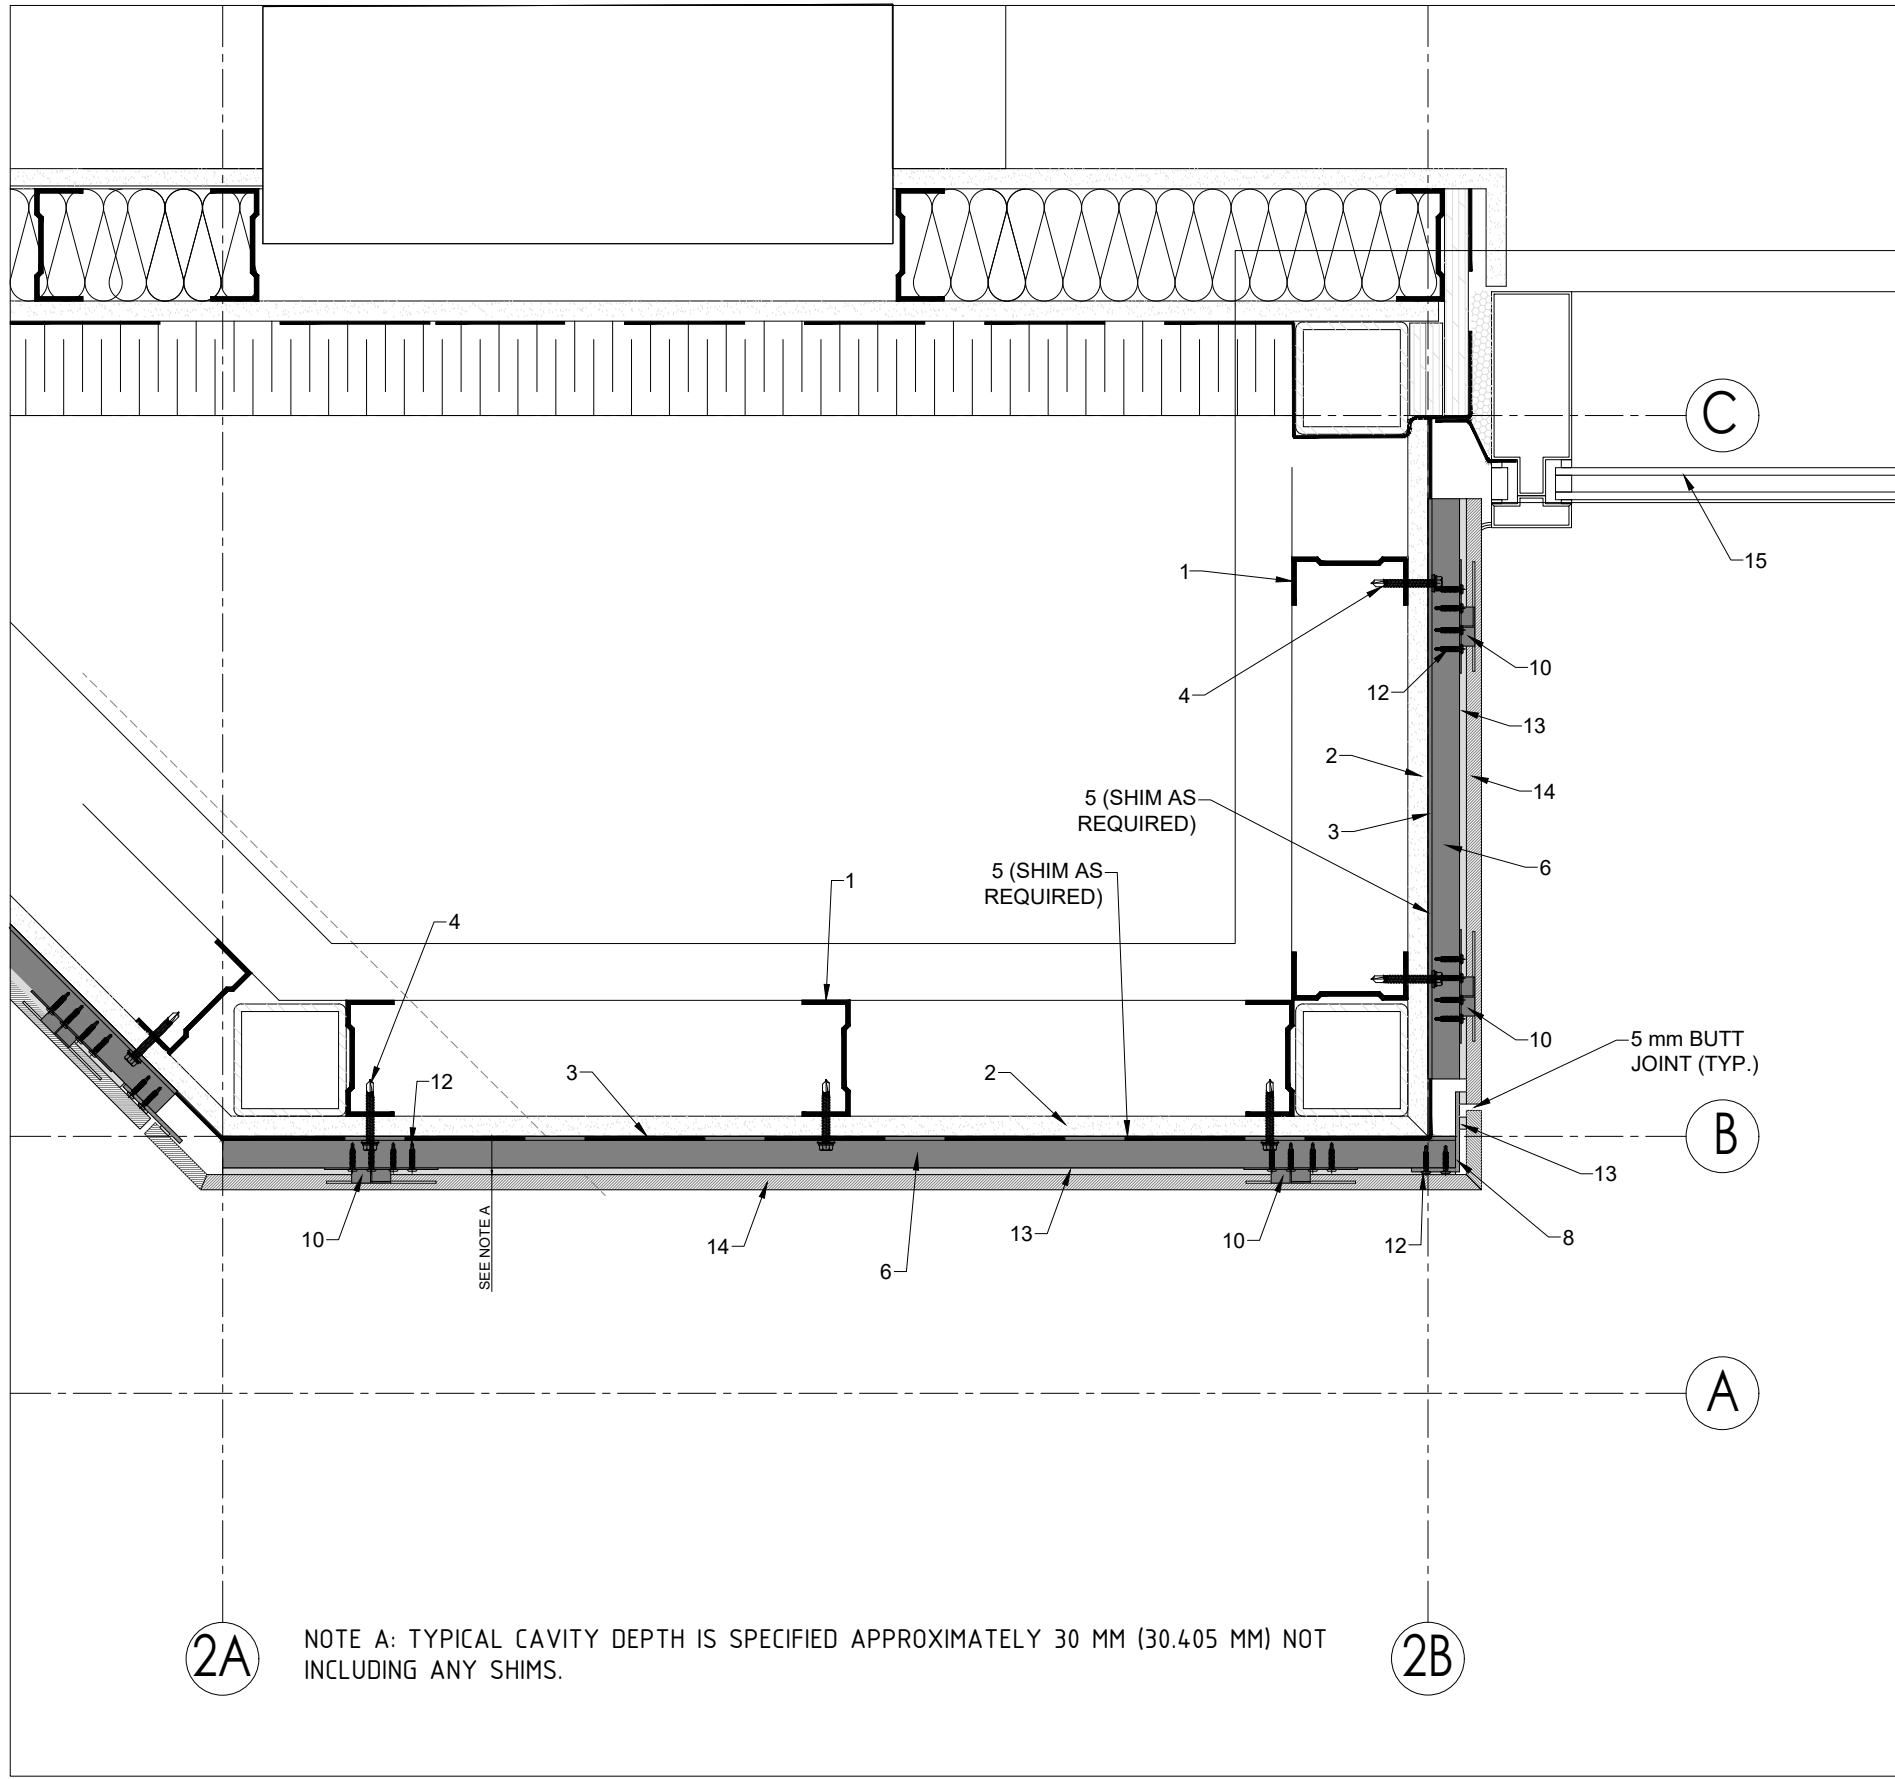 C
15
1
10
4
12
13
2
14
5 (SHIM AS
REQUIRED)
3
6
5 (SHIM AS
REQUIRED)
1
4
10
5 mm BUTT
JOINT (TYP.)
3
2
12
B
13
10
14
13
10
12
8
6
SEE NOTE A
A
2A
NOTE A: TYPICAL CAVITY DEPTH IS SPECIFIED APPROXIMATELY 30 MM (30.405 MM) NOT
INCLUDING ANY SHIMS.
2B